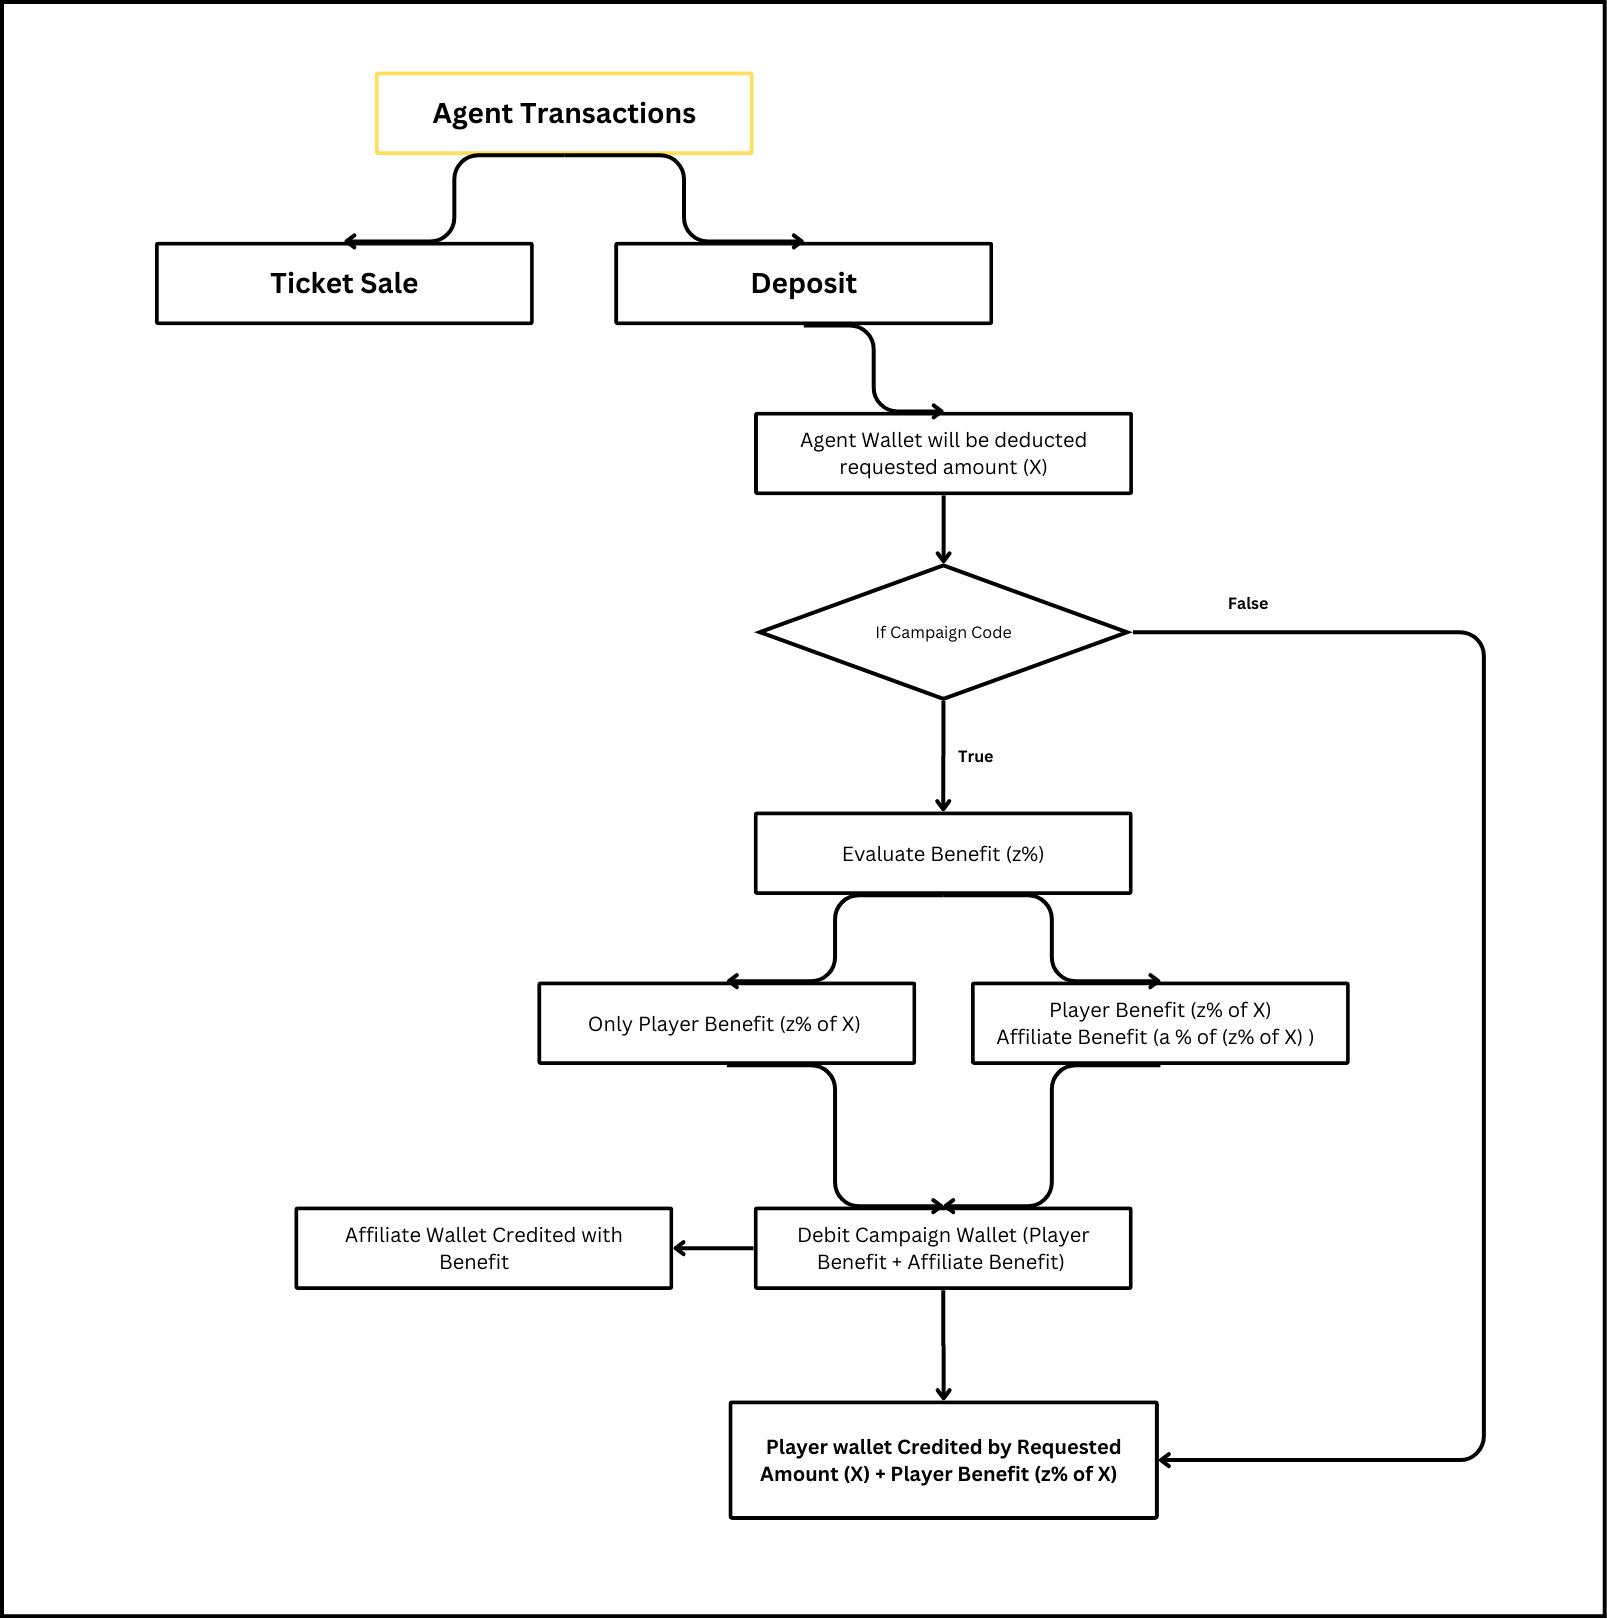 Agent Transactions
Ticket Sale
Deposit
Agent Wallet will be deducted
requested amount (X)
If Campaign Code
False
True
Evaluate Benefit (z%)
Only Player Benefit (z% of X)
Player Benefit (z% of X)
Affiliate Benefit (a % of (z% of X) )
Affiliate Wallet Credited with
Benefit
Debit Campaign Wallet (Player
Benefit + Affiliate Benefit)
Player wallet Credited by Requested
Amount (X) + Player Benefit (z% of X)